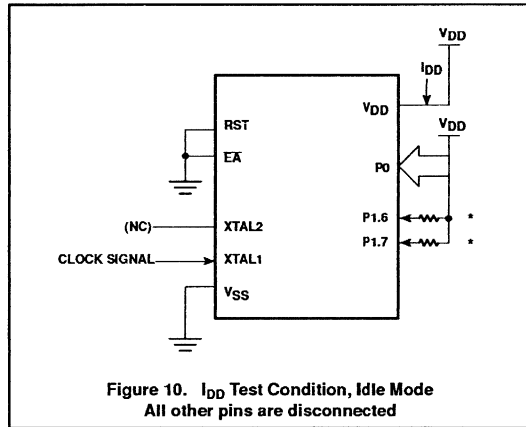 VDD
IDD
VDD
VDD
RST
EA
P0
P1.6 *
(NC) XTAL2
P1.7 *
CLOCK SIGNAL XTAL1
VSS
Figure 10. IDD Test Condition, Idle Mode
All other pins are disconnected